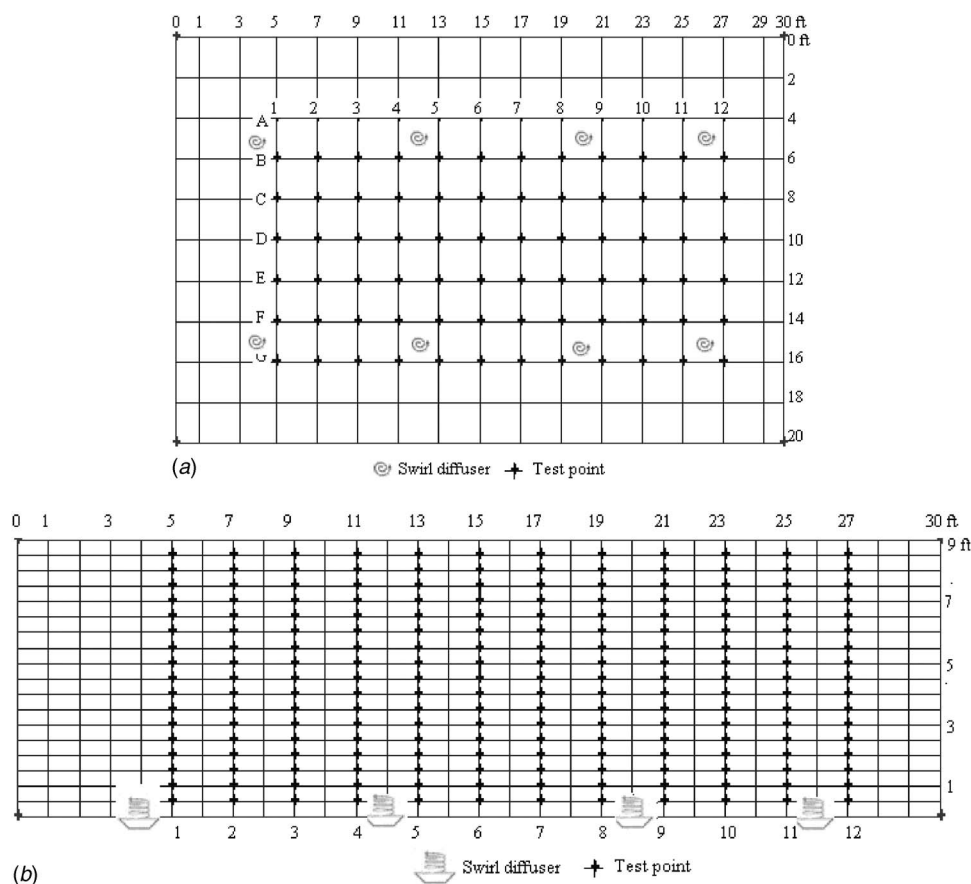 0 1 3 5 7 9 11 13 15 17 19 21 23 25 27 29 30 ft
0 ft
2
1 2 3 4 5 6 7 8 9 10 11 12 4
A
B 6
C 8
D 10
E 12
F 14
G 16
18
20
(a)
Swirl diffuser Test point
0 1 3 5 7 9 11 13 15 17 19 21 23 25 27 30 ft
9 ft
7
5
3
1
1 2 3 4 5 6 7 8 9 10 11 12
(b)
Swirl diffuser Test point